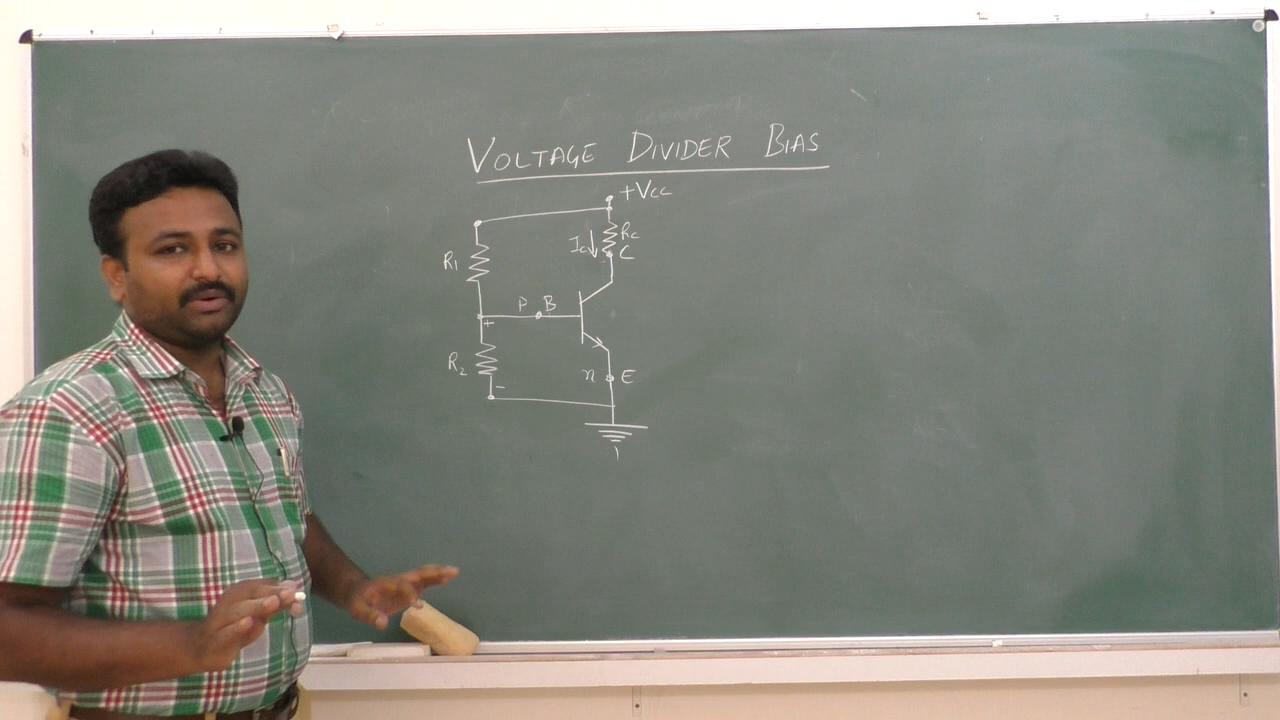 VOLTAGE DIVIDER BIAS
+Vcc
Ic Rc
C
R1
P B
+
R2
n E
-